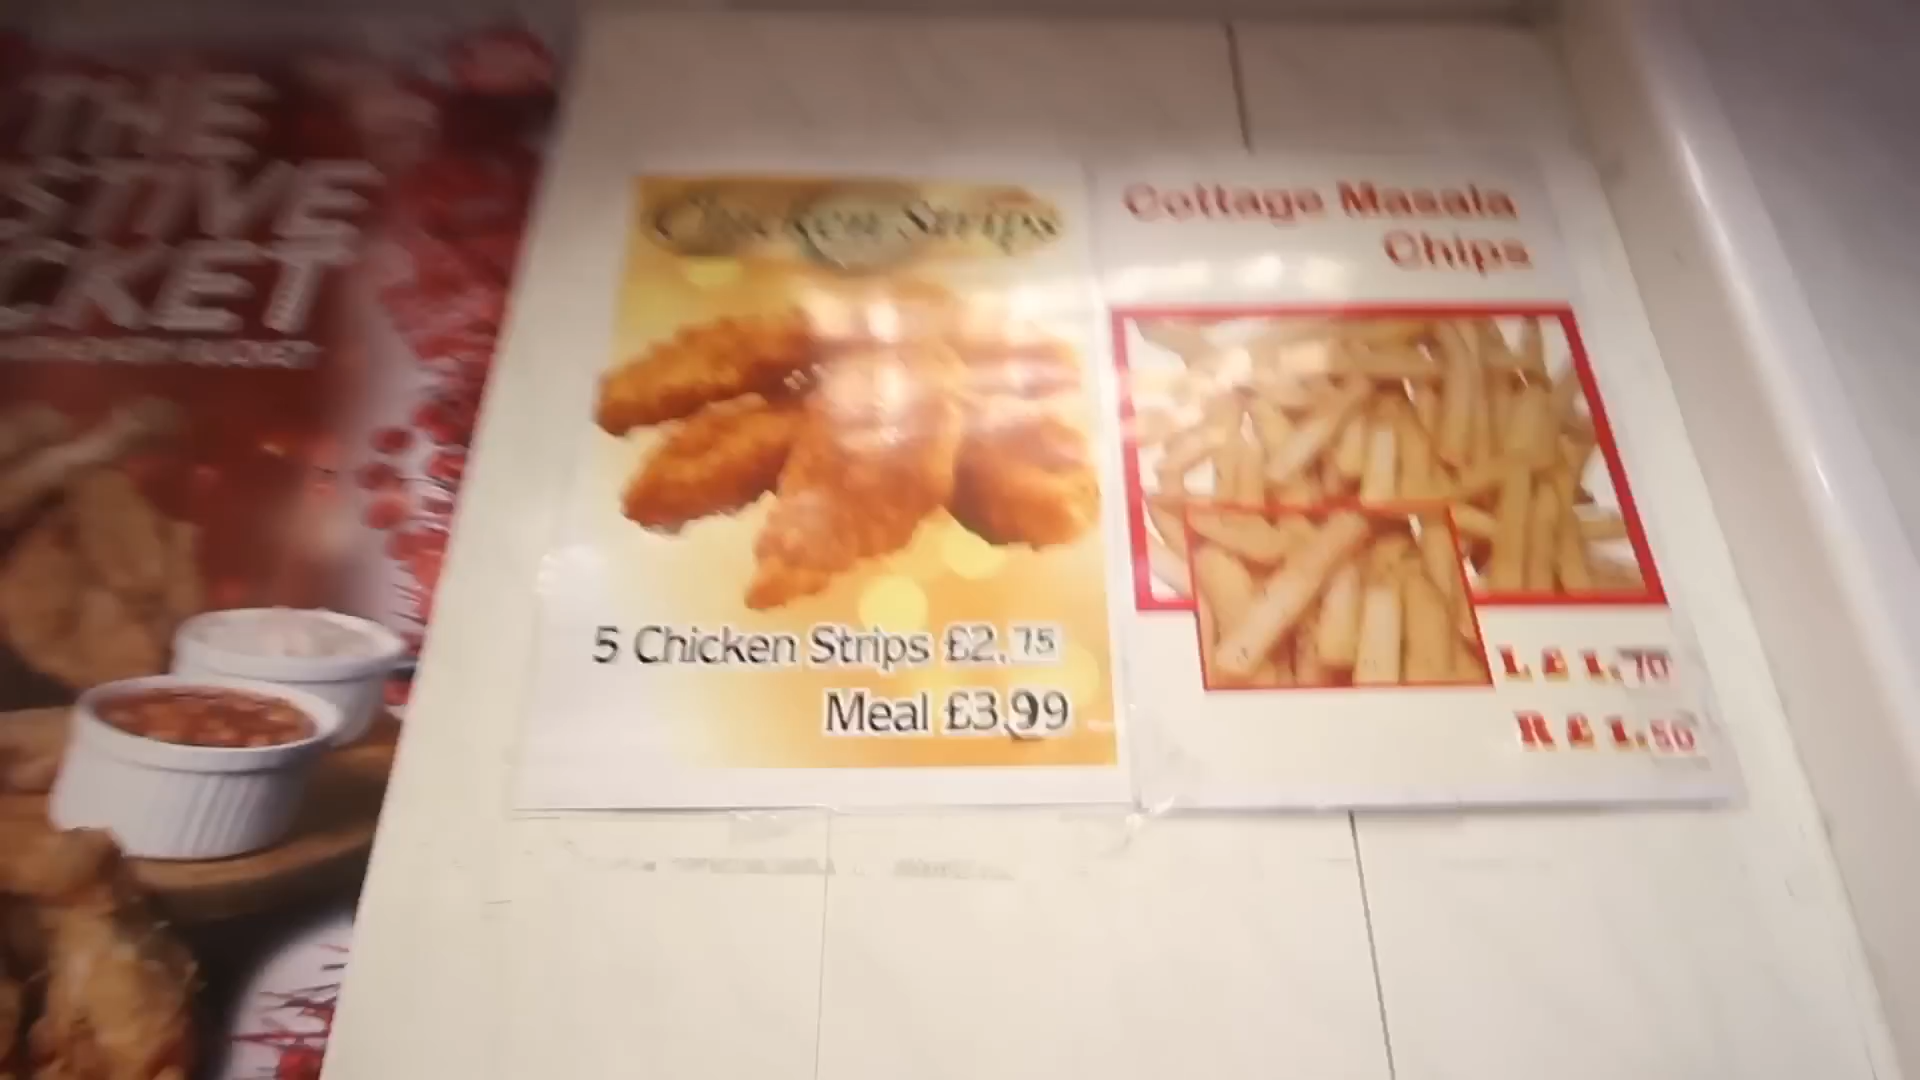 THE
STIVE
CKET
Chicken Strips
5 Chicken Strips £2.75
Meal £3.99
Cottage Masala
Chips
L £ 1.70
R £ 1.50